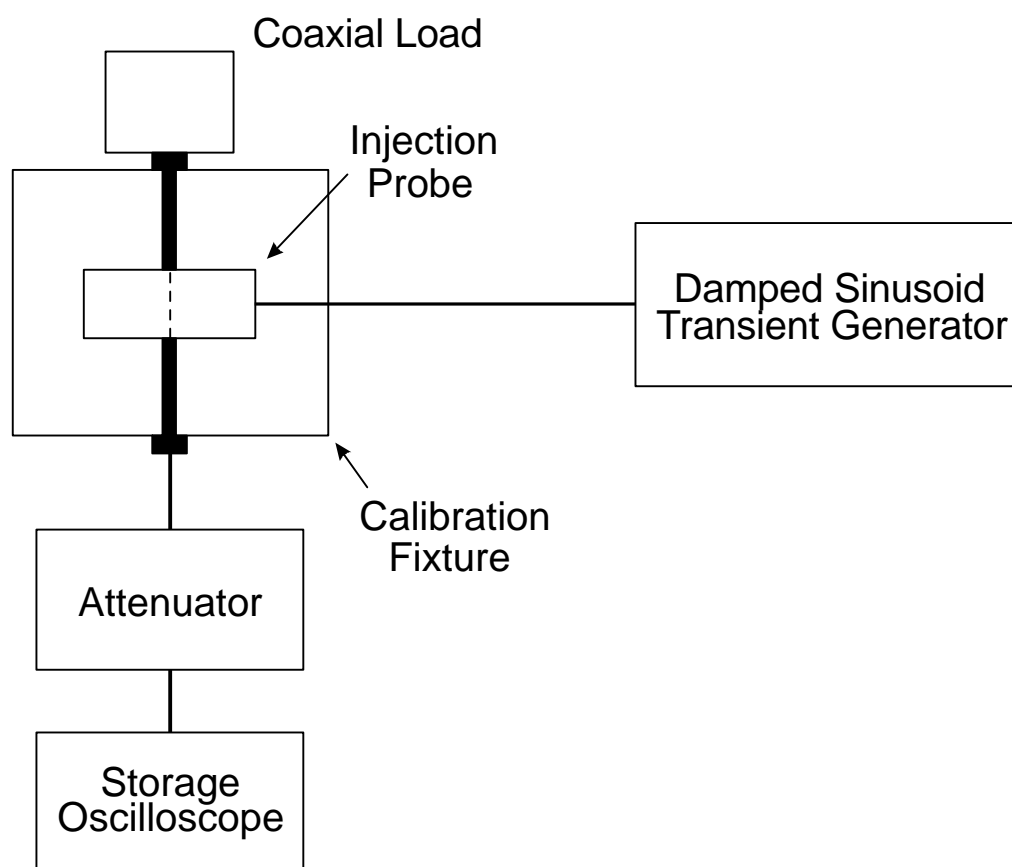 Coaxial Load
Injection
Probe
Damped Sinusoid
Transient Generator
Calibration
Fixture
Attenuator
Storage
Oscilloscope